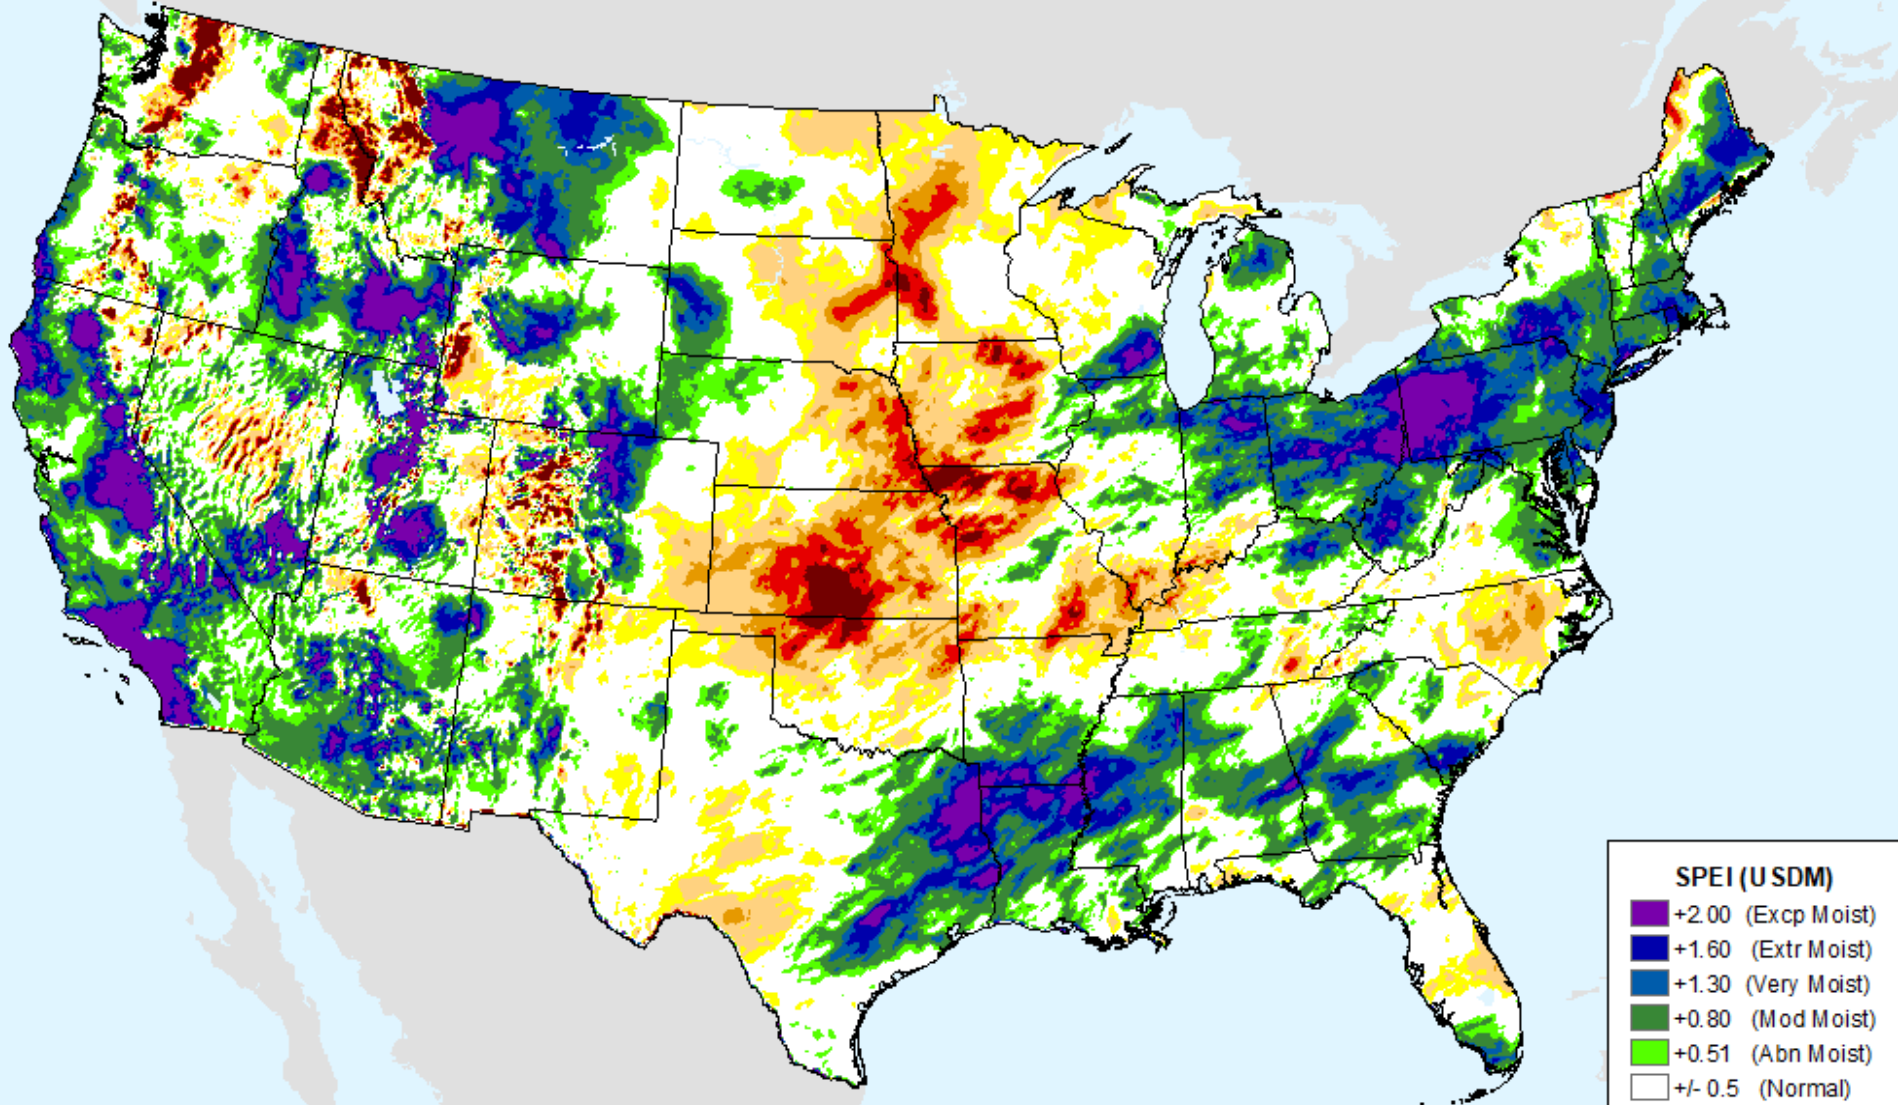 SPEI (USDM)
+2.00 (Excp Moist)
+1.60 (Extr Moist)
+1.30 (Very Moist)
+0.80 (Mod Moist)
+0.51 (Abn Moist)
+/- 0.5 (Normal)